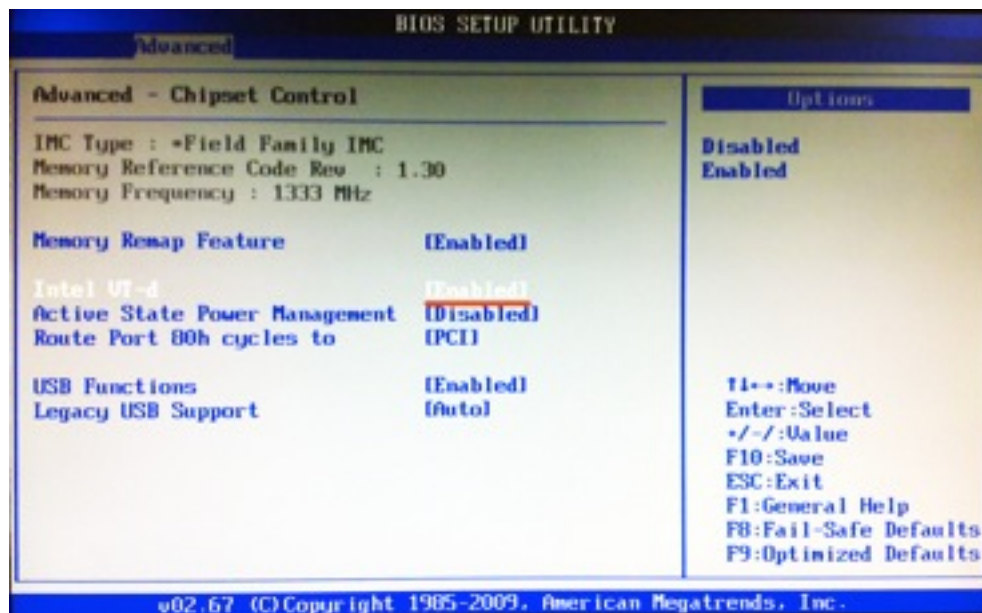 BIOS SETUP UTILITY
Advanced
Advanced - Chipset Control
IMC Type : *Field Family IMC
Memory Reference Code Rev : 1.30
Memory Frequency : 1333 MHz
Memory Remap Feature [Enabled]
Intel VT-d [Enabled]
Active State Power Management [Disabled]
Route Port 80h cycles to [PCI]
USB Functions [Enabled]
Legacy USB Support [Auto]
Options
Disabled
Enabled
↑↓←→:Move
Enter:Select
+/-/:Value
F10:Save
ESC:Exit
F1:General Help
F8:Fail-Safe Defaults
F9:Optimized Defaults
v02.67 (C)Copyright 1985-2009, American Megatrends, Inc.